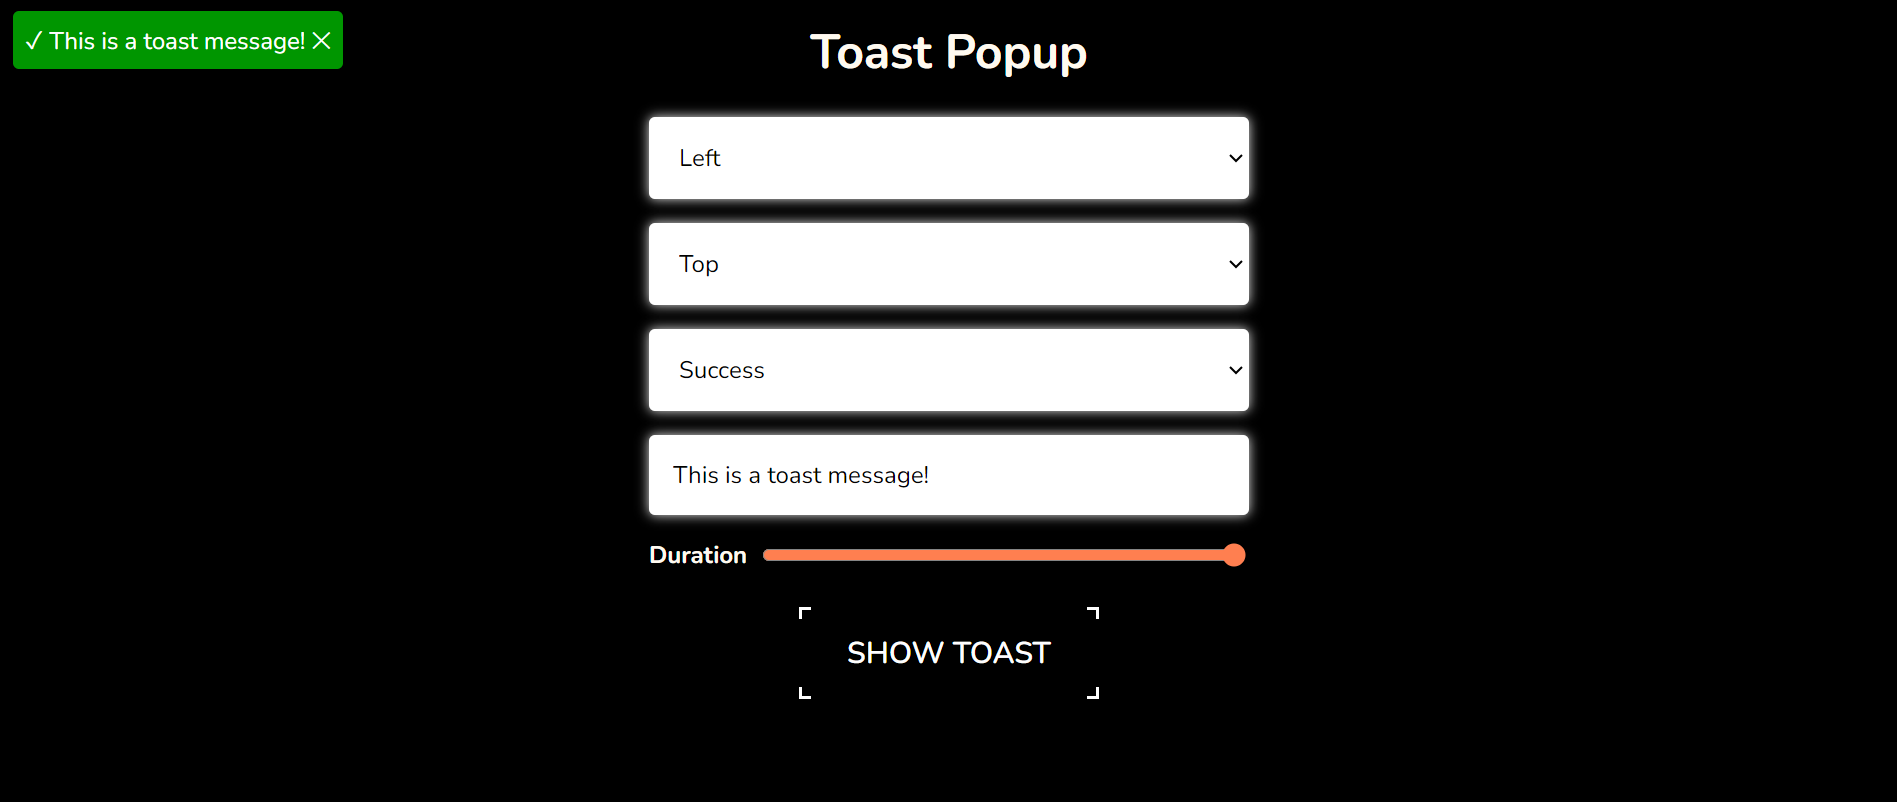 ✓ This is a toast message! ✕
Toast Popup
Left
Top
Success
This is a toast message!
Duration
SHOW TOAST